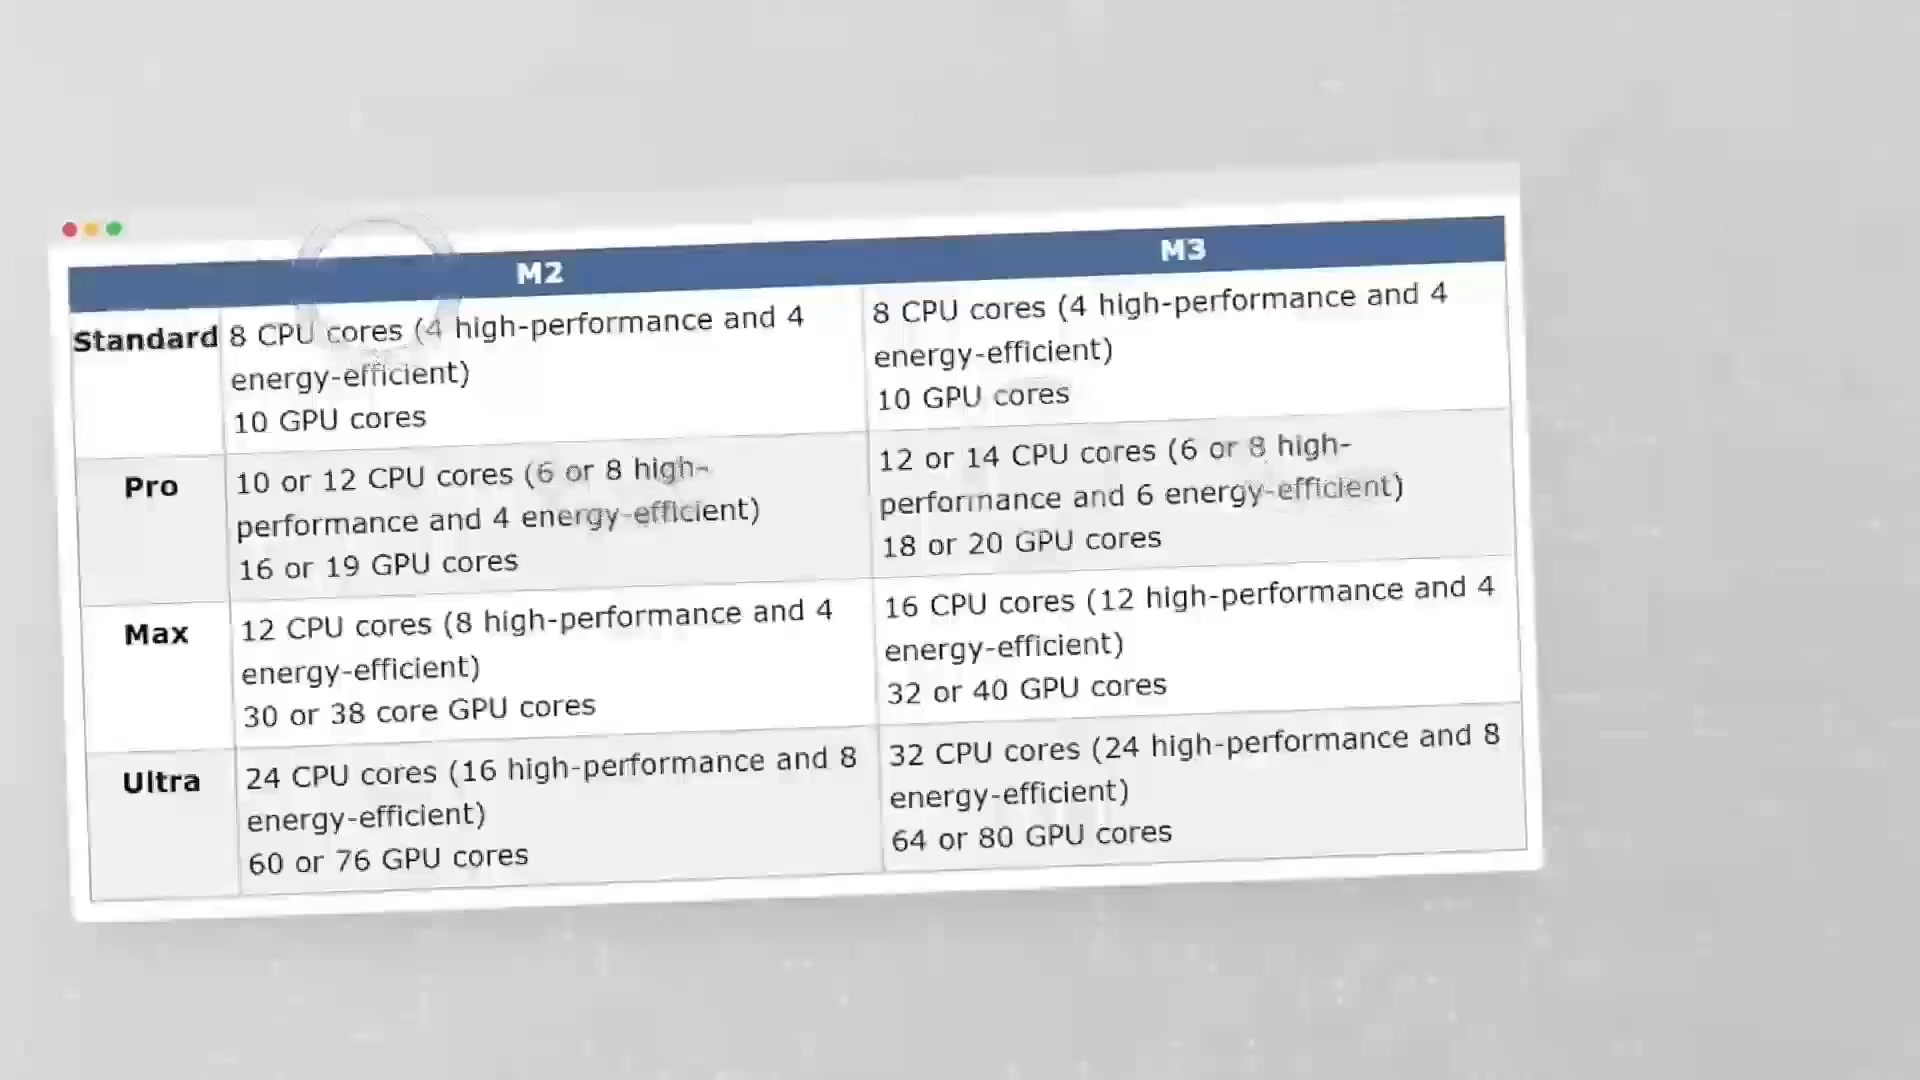 M2 M3
Standard 8 CPU cores (4 high-performance and 4 8 CPU cores (4 high-performance and 4
energy-efficient) energy-efficient)
10 GPU cores 10 GPU cores
Pro 10 or 12 CPU cores (6 or 8 high- 12 or 14 CPU cores (6 or 8 high-
performance and 4 energy-efficient) performance and 6 energy-efficient)
16 or 19 GPU cores 18 or 20 GPU cores
Max 12 CPU cores (8 high-performance and 4 16 CPU cores (12 high-performance and 4
energy-efficient) energy-efficient)
30 or 38 core GPU cores 32 or 40 GPU cores
Ultra 24 CPU cores (16 high-performance and 8 32 CPU cores (24 high-performance and 8
energy-efficient) energy-efficient)
60 or 76 GPU cores 64 or 80 GPU cores